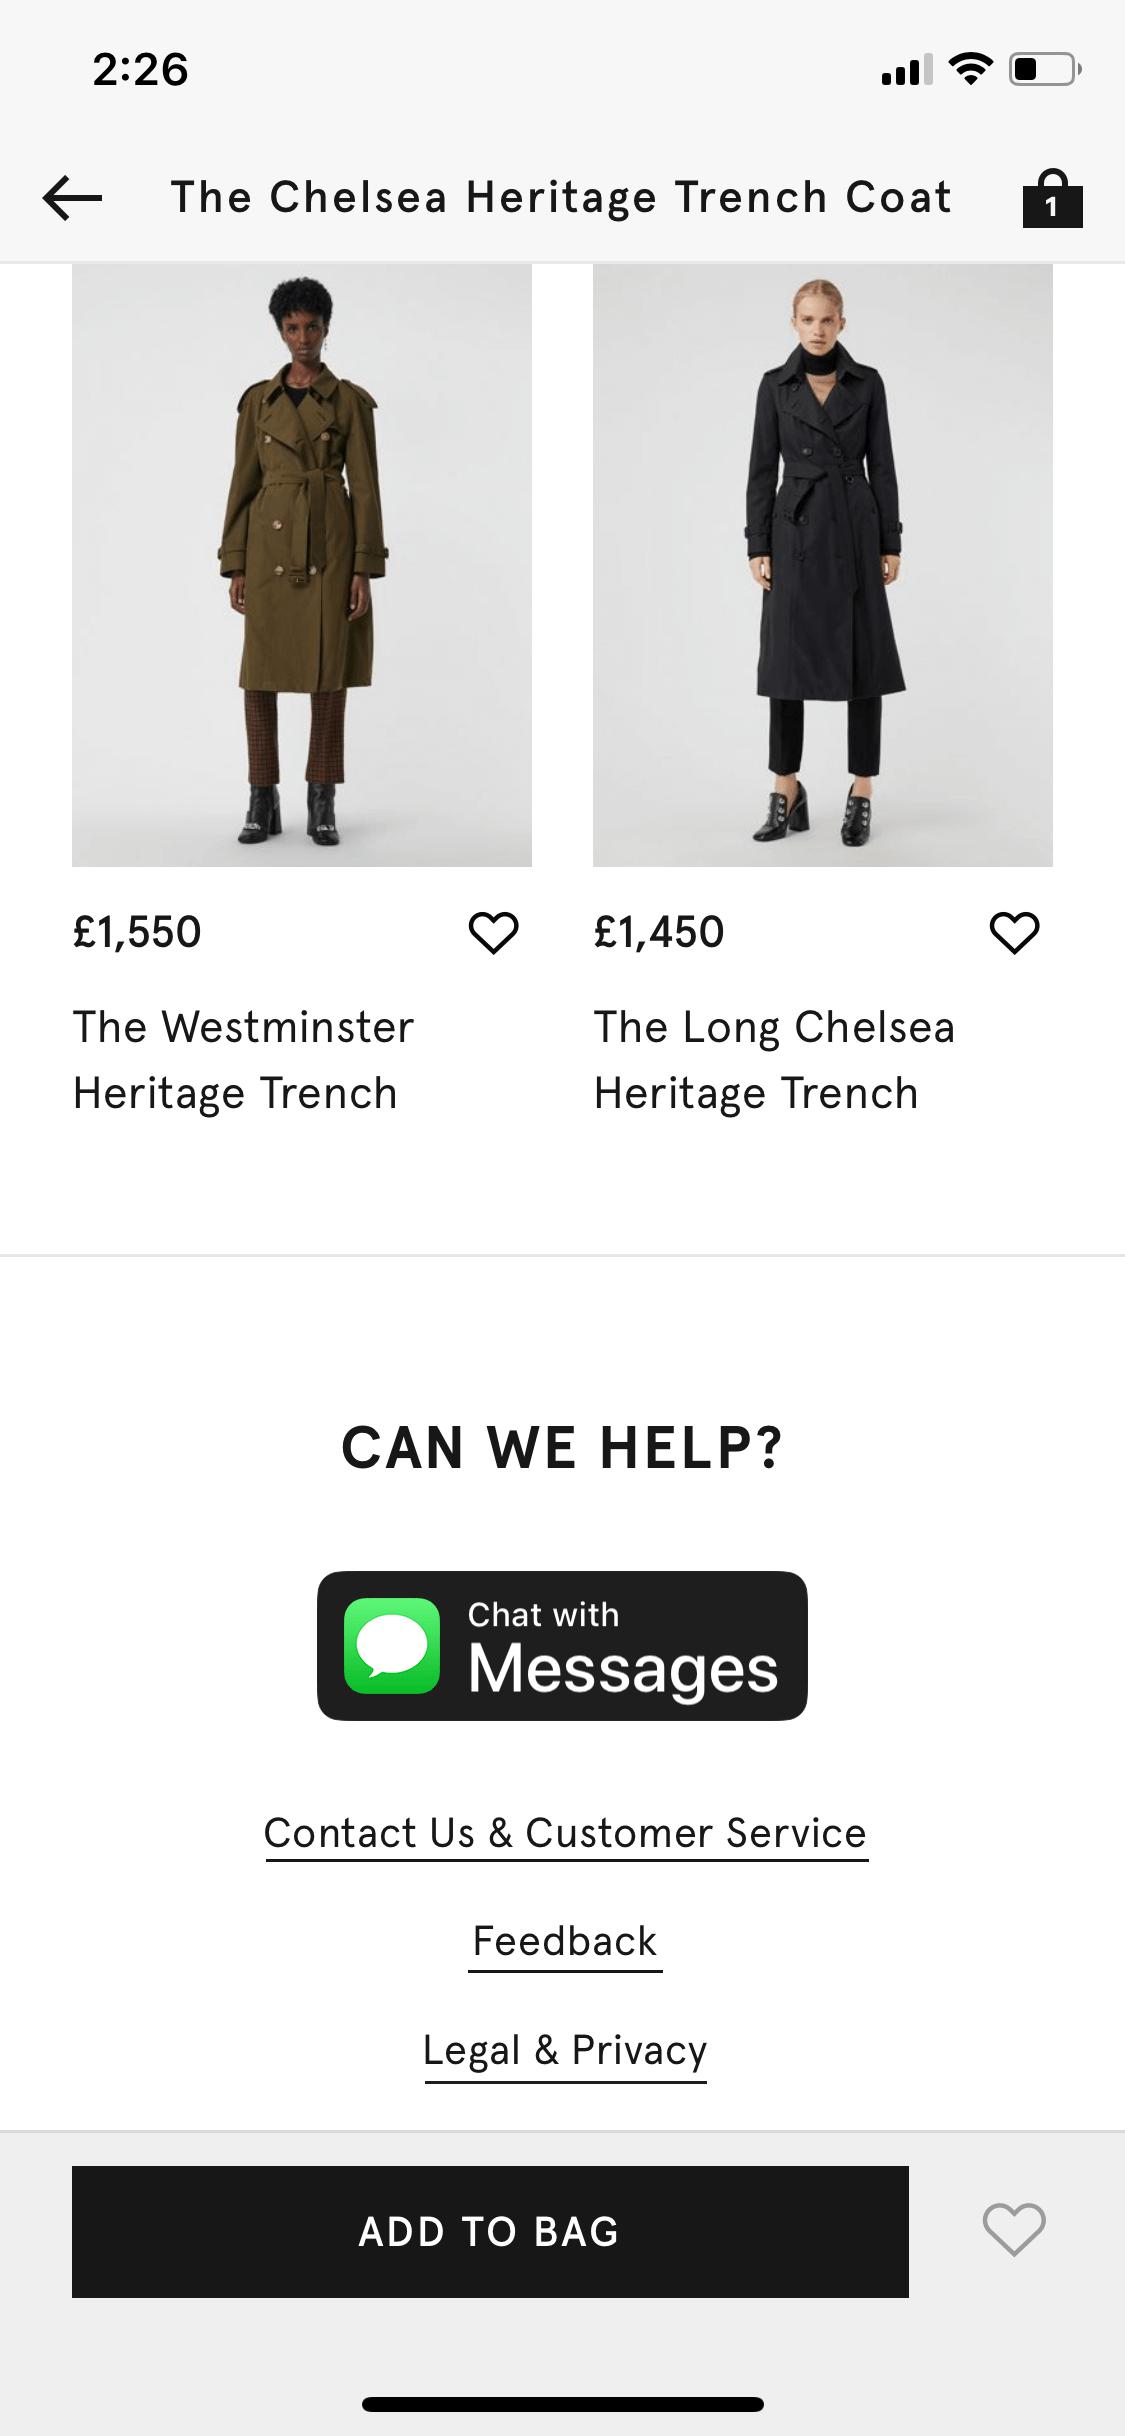 2:26
The Chelsea Heritage Trench Coat
1
£1,550
£1,450
The Westminster
Heritage Trench
The Long Chelsea
Heritage Trench
CAN WE HELP?
Chat with
Messages
Contact Us & Customer Service
Feedback
Legal & Privacy
ADD TO BAG